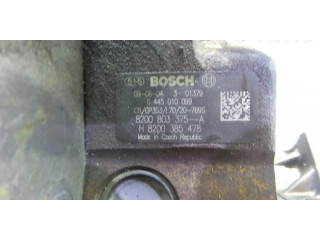 BOSCH
09-06-04 3 01379
0 445 010 099
CR/CP3S3/L70/20-789S
8200 803 375--A
H 8200 385 478
Made in Czech Republic